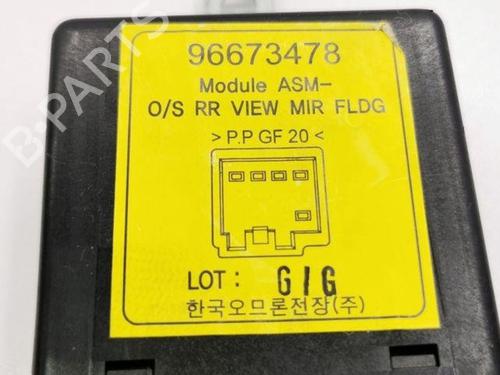 96673478
Module ASM-
O/S RR VIEW MIR FLDG
> P.P GF 20 <
LOT : G/G
한국오므론전장(주)
B-PARTS